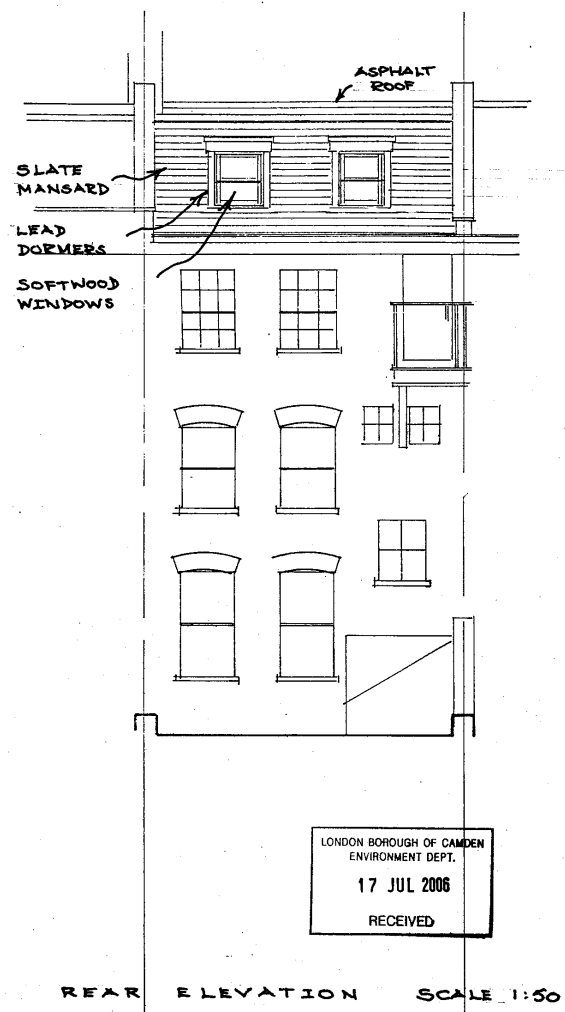 ASPHALT
ROOF
SLATE
MANSARD
LEAD
DORMERS
SOFTWOOD
WINDOWS
LONDON BOROUGH OF CAMDEN
ENVIRONMENT DEPT.
17 JUL 2006
RECEIVED
REAR ELEVATION SCALE 1:50